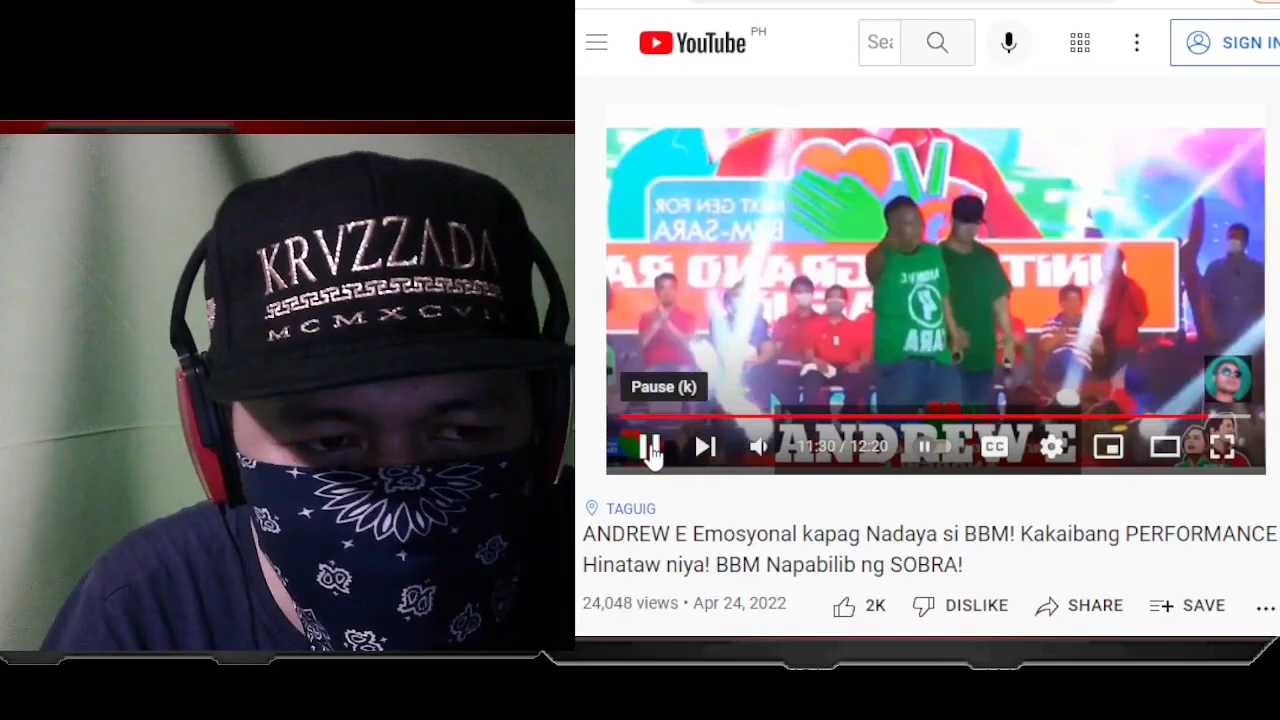 KRVZZADA
MCMXCVII
YouTube PH
Sea
SIGN IN
NEXT GEN FOR
BBM-SARA
Pause (k)
11:30 / 12:20
CC
ANDREW E
TAGUIG
ANDREW E Emosyonal kapag Nadaya si BBM! Kakaibang PERFORMANCE
Hinataw niya! BBM Napabilib ng SOBRA!
24,048 views • Apr 24, 2022
2K
DISLIKE
SHARE
SAVE